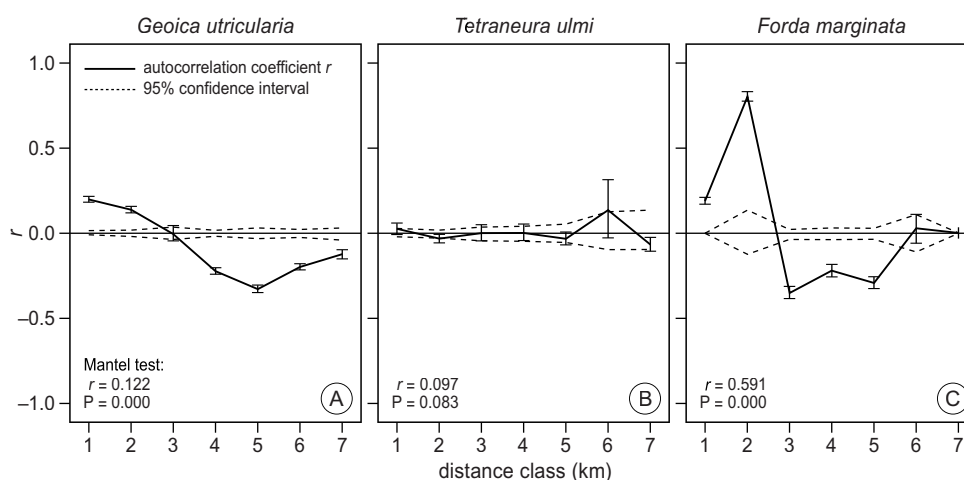 Geoica utricularia
Tetraneura ulmi
Forda marginata
1.0
0.5
0.0
–0.5
–1.0
r
autocorrelation coefficient r
95% confidence interval
Mantel test:
r = 0.122
P = 0.000
A
r = 0.097
P = 0.083
B
r = 0.591
P = 0.000
C
1 2 3 4 5 6 7
1 2 3 4 5 6 7
1 2 3 4 5 6 7
distance class (km)